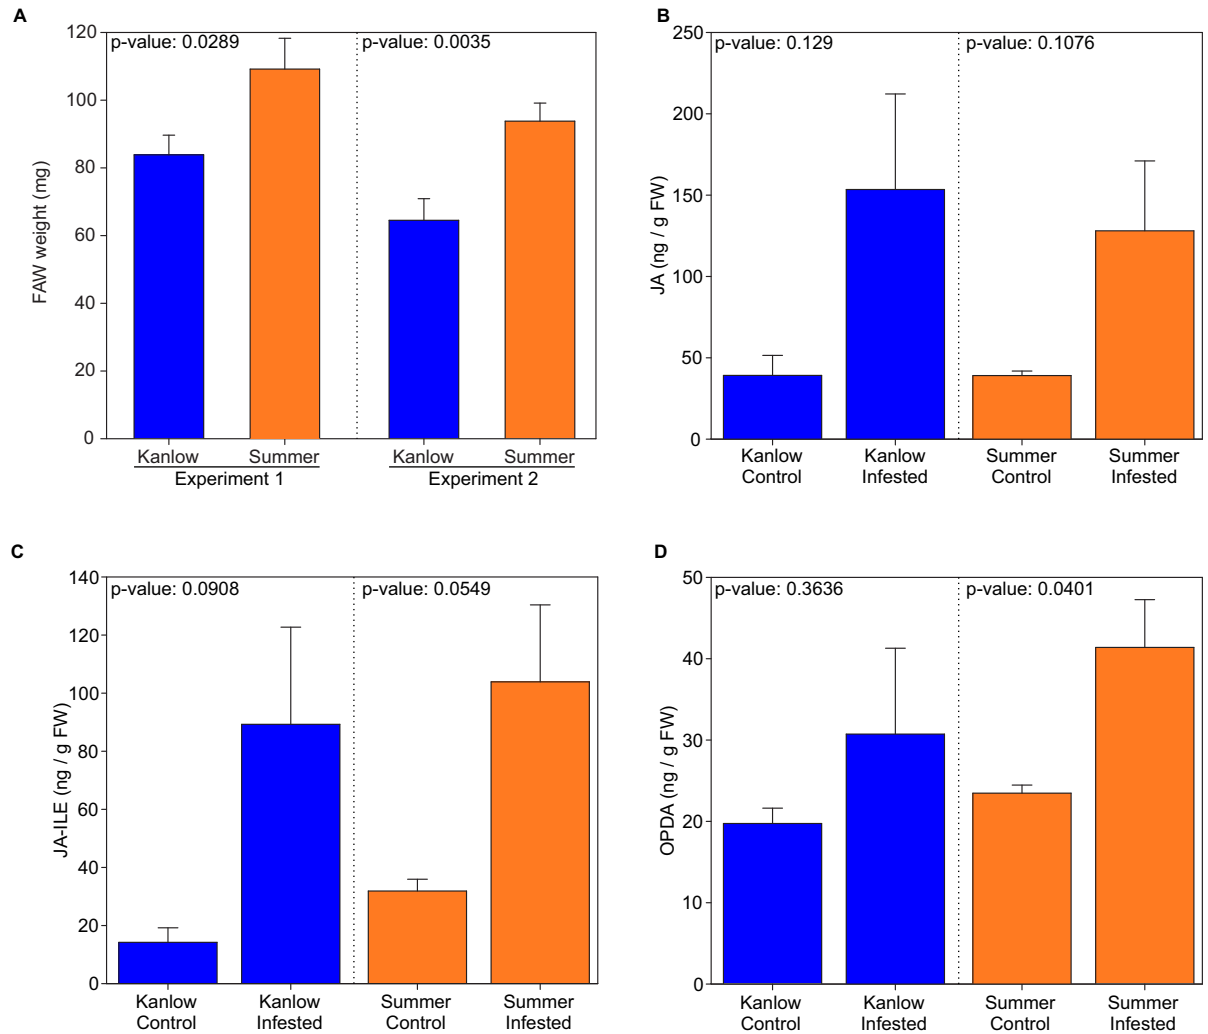 A
p-value: 0.0289
p-value: 0.0035
FAW weight (mg)
120
100
80
60
40
20
0
Kanlow
Summer
Kanlow
Summer
Experiment 1
Experiment 2
B
p-value: 0.129
p-value: 0.1076
JA (ng / g FW)
250
200
150
100
50
0
Kanlow
Control
Kanlow
Infested
Summer
Control
Summer
Infested
C
p-value: 0.0908
p-value: 0.0549
JA-ILE (ng / g FW)
140
120
100
80
60
40
20
0
Kanlow
Control
Kanlow
Infested
Summer
Control
Summer
Infested
D
p-value: 0.3636
p-value: 0.0401
OPDA (ng / g FW)
50
40
30
20
10
0
Kanlow
Control
Kanlow
Infested
Summer
Control
Summer
Infested